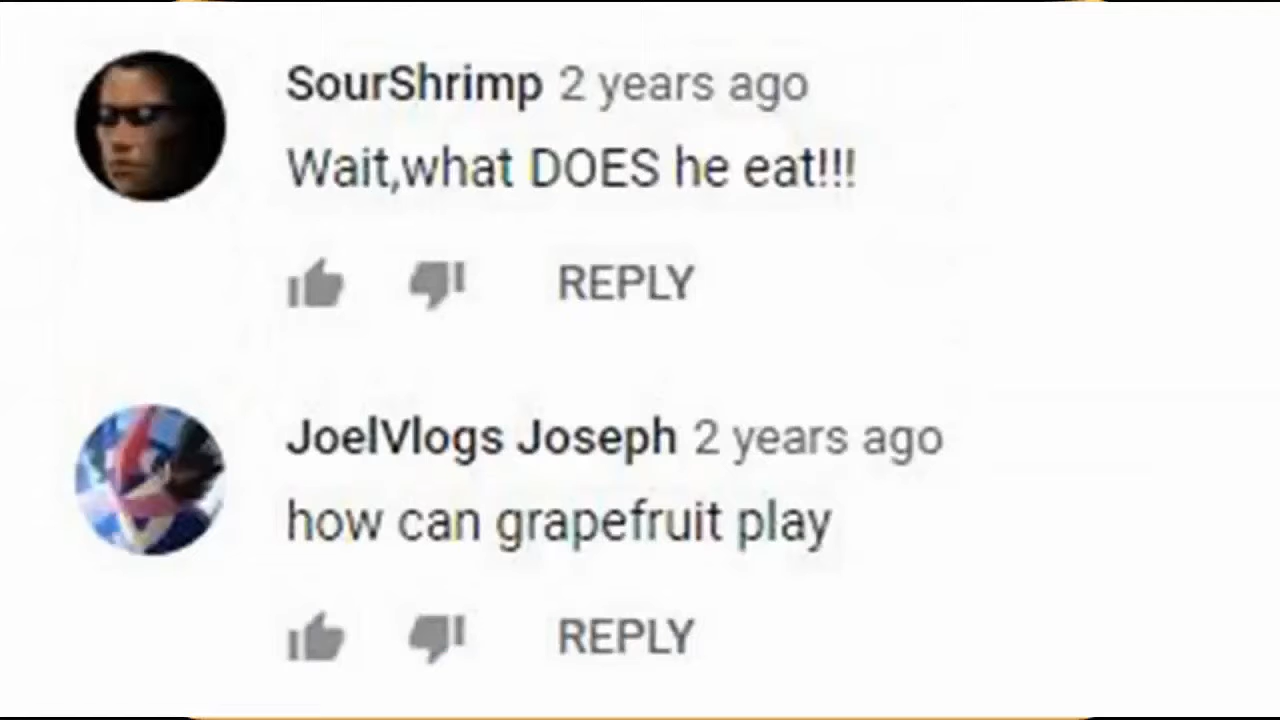 SourShrimp 2 years ago
Wait,what DOES he eat!!!
REPLY
JoelVlogs Joseph 2 years ago
how can grapefruit play
REPLY